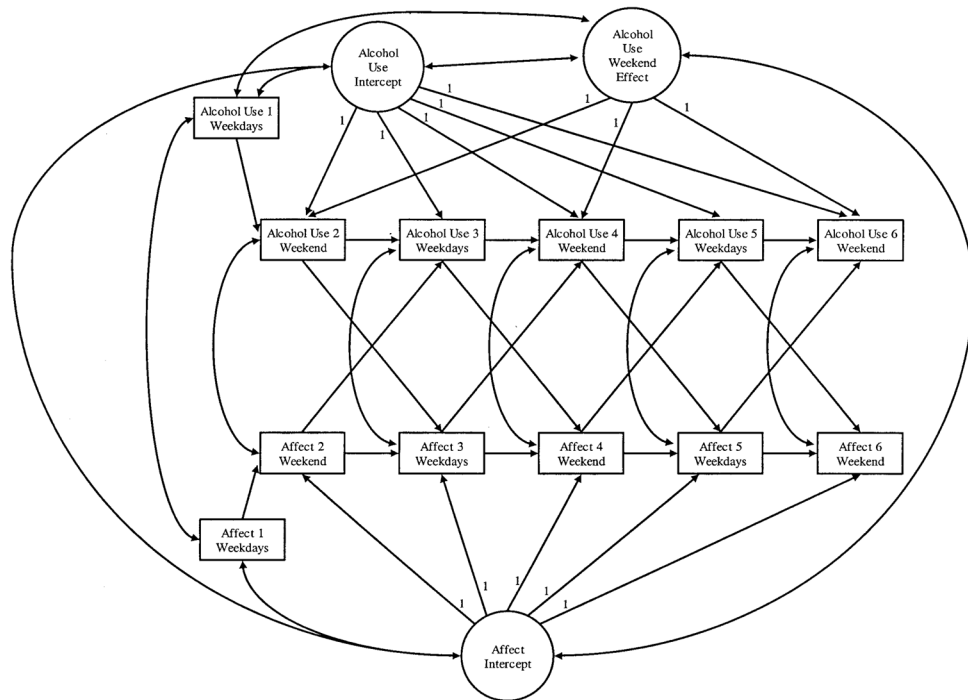 Alcohol
Use
Intercept
Alcohol
Use
Weekend
Effect
Alcohol Use 1
Weekdays
1
1
1
1
1
1
1
1
Alcohol Use 2
Weekend
Alcohol Use 3
Weekdays
Alcohol Use 4
Weekend
Alcohol Use 5
Weekdays
Alcohol Use 6
Weekend
Affect 2
Weekend
Affect 3
Weekdays
Affect 4
Weekend
Affect 5
Weekdays
Affect 6
Weekend
Affect 1
Weekdays
1
1
1
1
1
Affect
Intercept